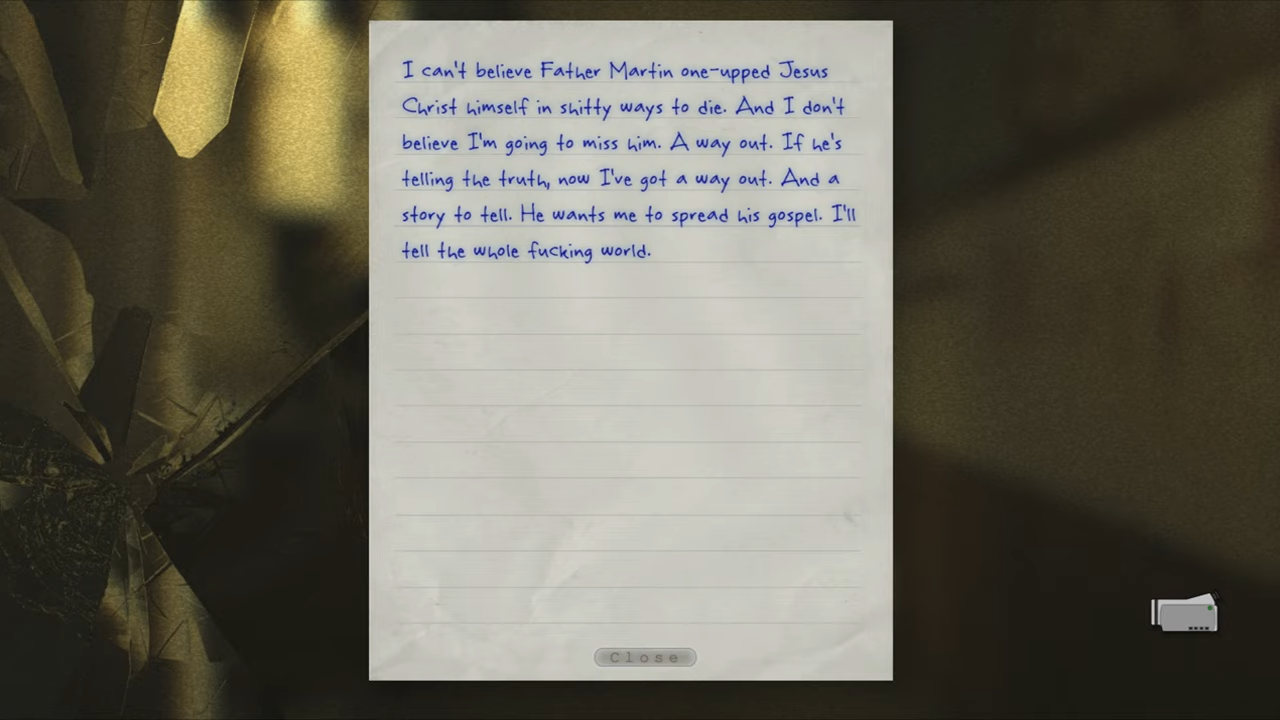 I can't believe Father Martin one-upped Jesus
Christ himself in shitty ways to die. And I don't
believe I'm going to miss him. A way out. If he's
telling the truth, now I've got a way out. And a
story to tell. He wants me to spread his gospel. I'll
tell the whole fucking world.
Close